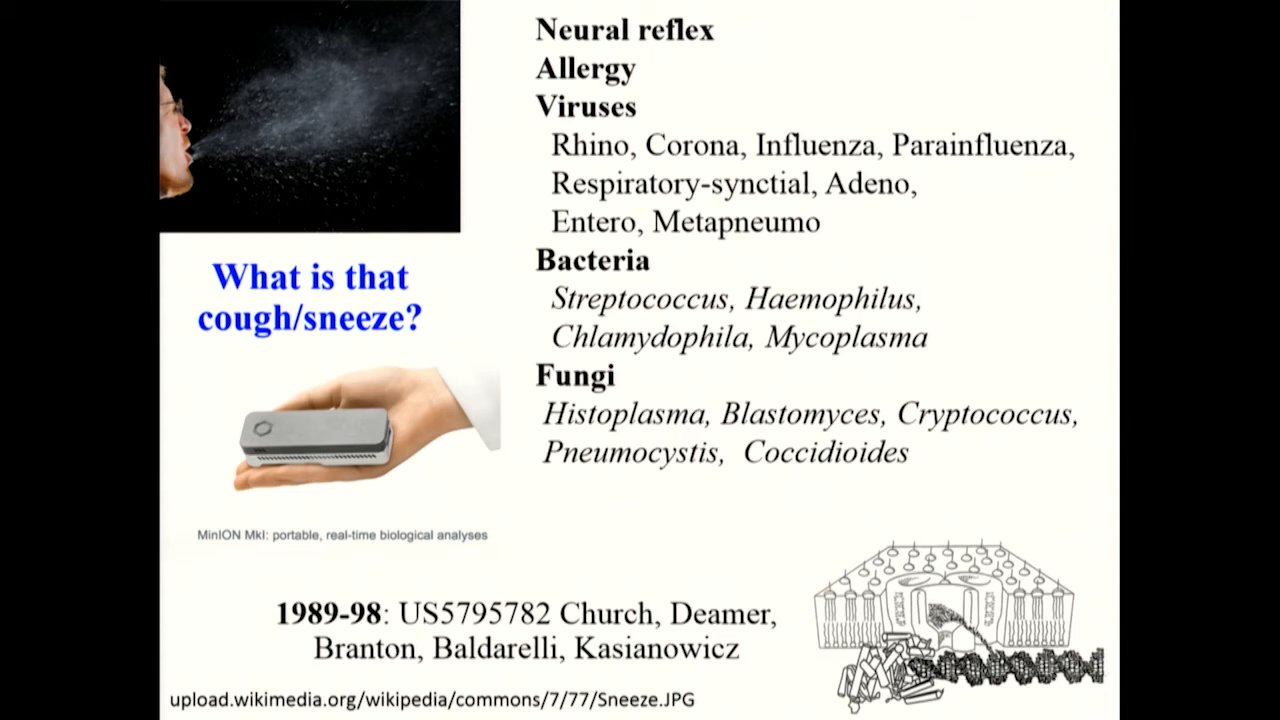 Neural reflex
Allergy
Viruses
Rhino, Corona, Influenza, Parainfluenza,
Respiratory-synctial, Adeno,
Entero, Metapneumo
Bacteria
Streptococcus, Haemophilus,
Chlamydophila, Mycoplasma
Fungi
Histoplasma, Blastomyces, Cryptococcus,
Pneumocystis, Coccidioides
What is that
cough/sneeze?
MinION MkI: portable, real-time biological analyses
1989-98: US5795782 Church, Deamer,
Branton, Baldarelli, Kasianowicz
upload.wikimedia.org/wikipedia/commons/7/77/Sneeze.JPG